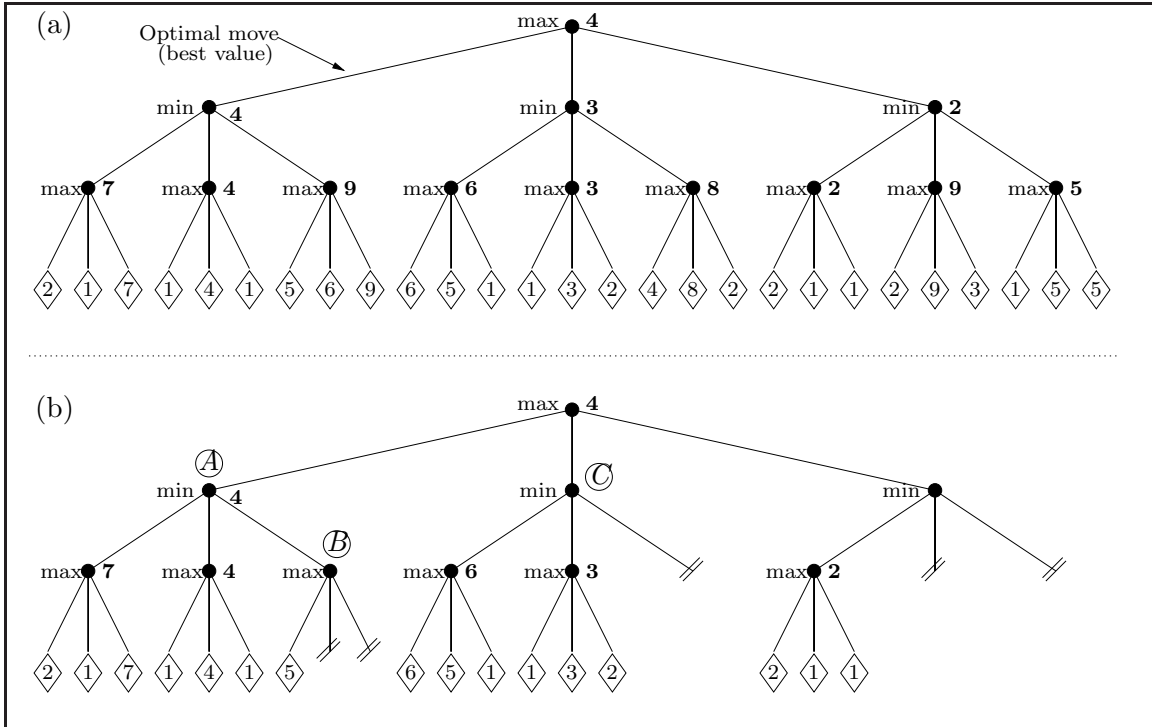 (a)
max 4
Optimal move
(best value)
min 4 min 3 min 2
max 7 max 4 max 9 max 6 max 3 max 8 max 2 max 9 max 5
2 1 7 1 4 1 5 6 9 6 5 1 1 3 2 4 8 2 2 1 1 2 9 3 1 5 5
(b)
max 4
A C
min 4 min min
B
max 7 max 4 max max 6 max 3 max 2
2 1 7 1 4 1 5 6 5 1 1 3 2 2 1 1